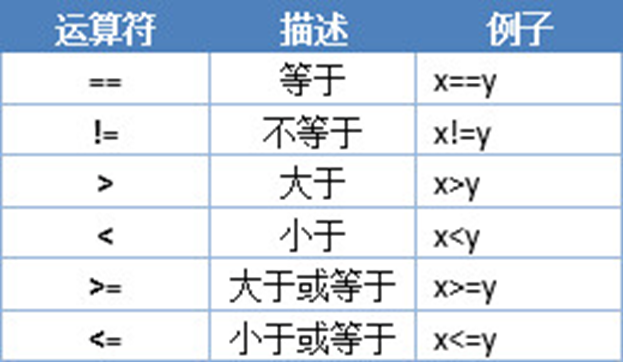 运算符 描述 例子
== 等于 x==y
!= 不等于 x!=y
> 大于 x>y
< 小于 x<y
>= 大于或等于 x>=y
<= 小于或等于 x<=y